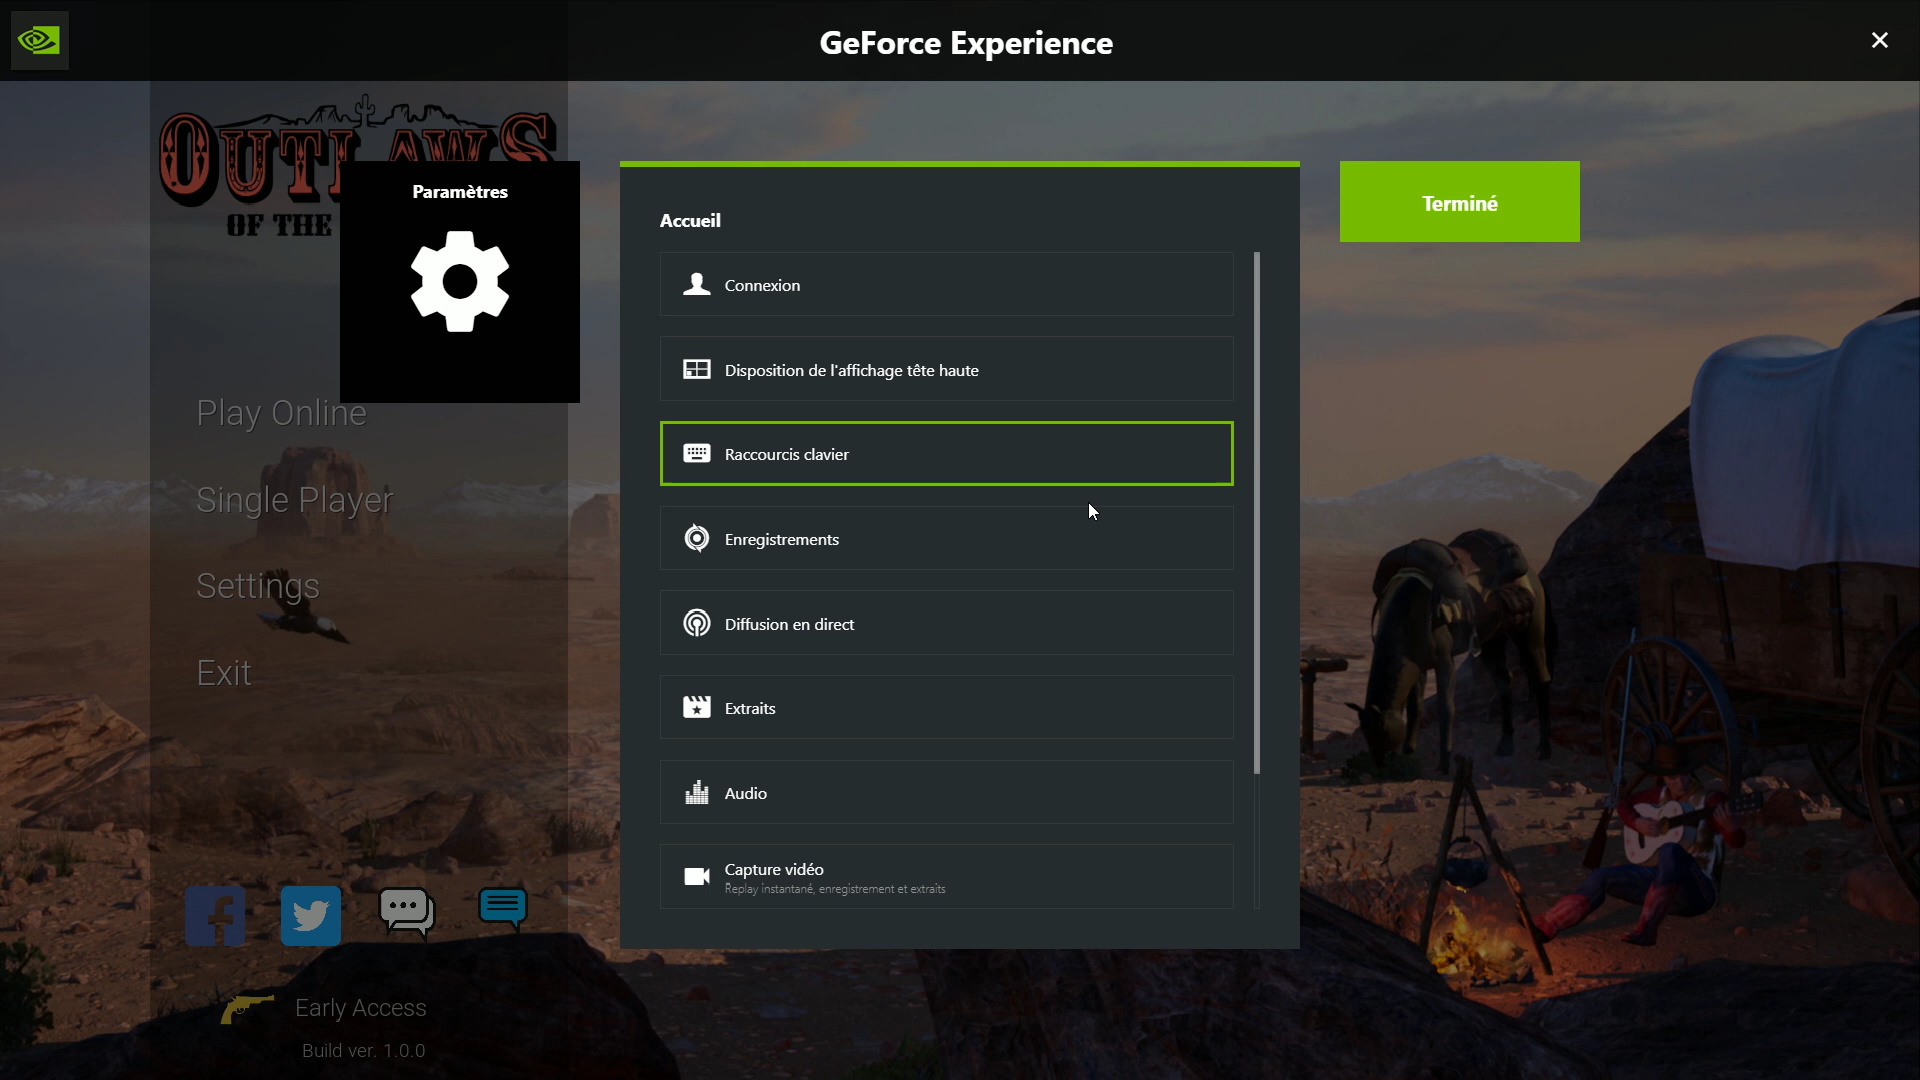 GeForce Experience
OUTLAWS
OF THE
Paramètres
Play Online
Single Player
Settings
Exit
Early Access
Build ver. 1.0.0
Accueil
Connexion
Disposition de l'affichage tête haute
Raccourcis clavier
Enregistrements
Diffusion en direct
Extraits
Audio
Capture vidéo
Replay instantané, enregistrement et extraits
Terminé